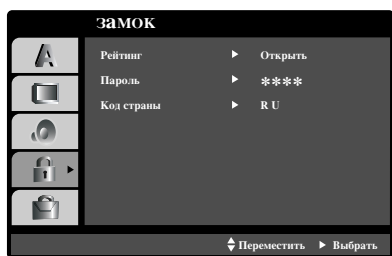 замок
Рейтинг ▶ Открыть
Пароль ▶ ****
Код страны ▶ R U
Переместить ▶ Выбрать